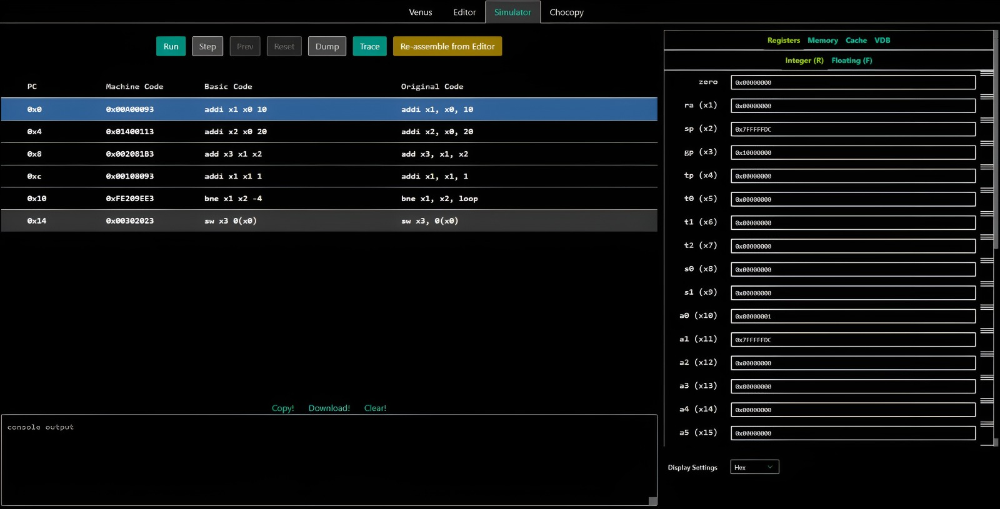 Venus Editor Simulator Chocopy
Run Step Prev Reset Dump Trace Re-assemble from Editor
PC Machine Code Basic Code Original Code
0x0 0x00A00093 addi x1 x0 10 addi x1, x0, 10
0x4 0x01400113 addi x2 x0 20 addi x2, x0, 20
0x8 0x002081B3 add x3 x1 x2 add x3, x1, x2
0xc 0x00108093 addi x1 x1 1 addi x1, x1, 1
0x10 0xFE209EE3 bne x1 x2 -4 bne x1, x2, loop
0x14 0x00302023 sw x3 0(x0) sw x3, 0(x0)
Copy! Download! Clear!
console output
Registers Memory Cache VDB
Integer (R) Floating (F)
zero 0x00000000
ra (x1) 0x00000000
sp (x2) 0x7FFFFFDC
gp (x3) 0x10000000
tp (x4) 0x00000000
t0 (x5) 0x00000000
t1 (x6) 0x00000000
t2 (x7) 0x00000000
s0 (x8) 0x00000000
s1 (x9) 0x00000000
a0 (x10) 0x00000001
a1 (x11) 0x7FFFFFDC
a2 (x12) 0x00000000
a3 (x13) 0x00000000
a4 (x14) 0x00000000
a5 (x15) 0x00000000
Display Settings Hex